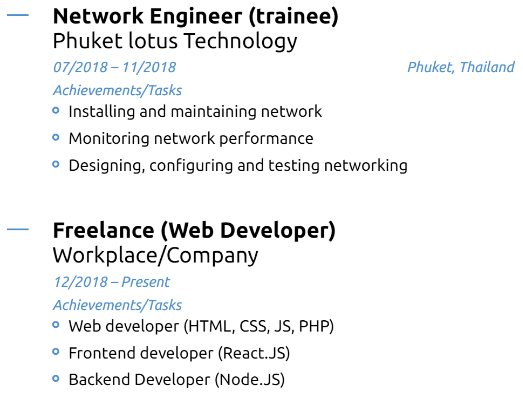 Network Engineer (trainee)
Phuket lotus Technology
07/2018 – 11/2018 Phuket, Thailand
Achievements/Tasks
Installing and maintaining network
Monitoring network performance
Designing, configuring and testing networking
Freelance (Web Developer)
Workplace/Company
12/2018 – Present
Achievements/Tasks
Web developer (HTML, CSS, JS, PHP)
Frontend developer (React.JS)
Backend Developer (Node.JS)